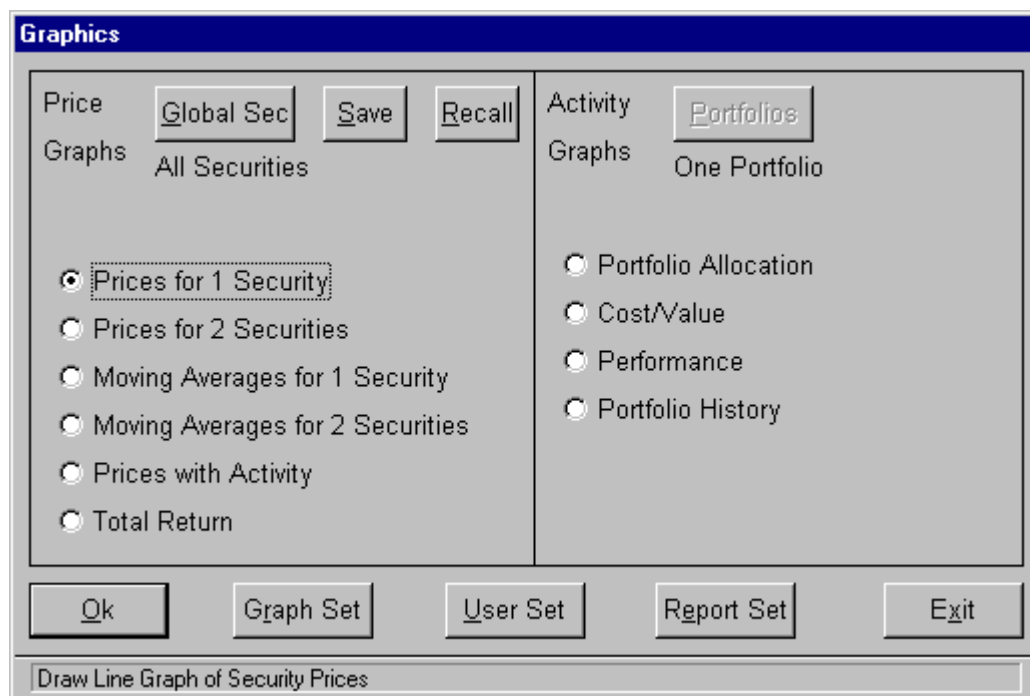 Graphics
Price
Graphs
Global Sec
Save
Recall
All Securities
Prices for 1 Security
Prices for 2 Securities
Moving Averages for 1 Security
Moving Averages for 2 Securities
Prices with Activity
Total Return
Activity
Graphs
Portfolios
One Portfolio
Portfolio Allocation
Cost/Value
Performance
Portfolio History
Ok
Graph Set
User Set
Report Set
Exit
Draw Line Graph of Security Prices